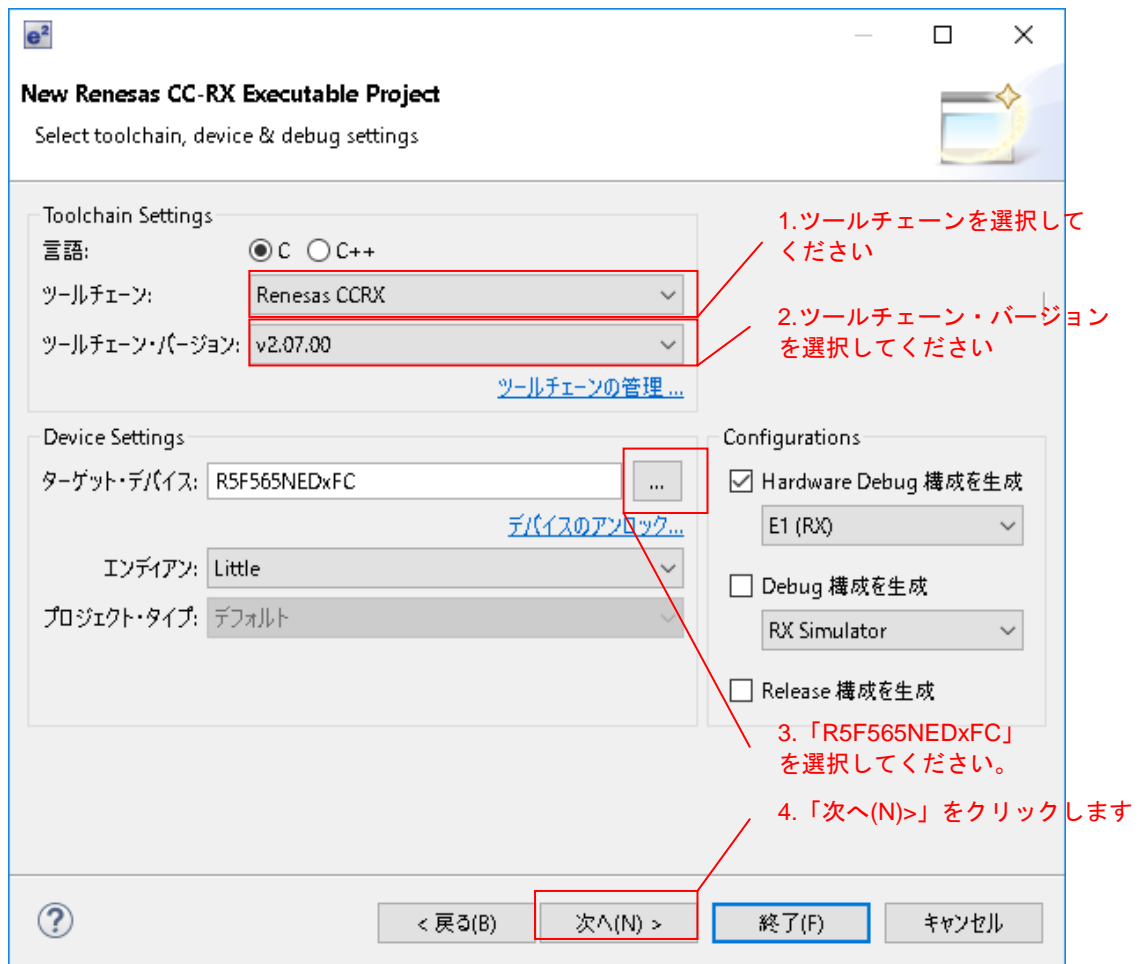 e²
New Renesas CC-RX Executable Project
Select toolchain, device & debug settings
Toolchain Settings
言語:
C
C++
ツールチェーン:
Renesas CCRX
ツールチェーン・バージョン:
v2.07.00
ツールチェーンの管理 ...
1.ツールチェーンを選択して
ください
2.ツールチェーン・バージョン
を選択してください
Device Settings
ターゲット・デバイス:
R5F565NEDxFC
...
デバイスのアンロック...
エンディアン:
Little
プロジェクト・タイプ:
デフォルト
Configurations
Hardware Debug 構成を生成
E1 (RX)
Debug 構成を生成
RX Simulator
Release 構成を生成
3.「R5F565NEDxFC」
を選択してください。
4.「次へ(N)>」をクリックします
?
< 戻る(B)
次へ(N) >
終了(F)
キャンセル